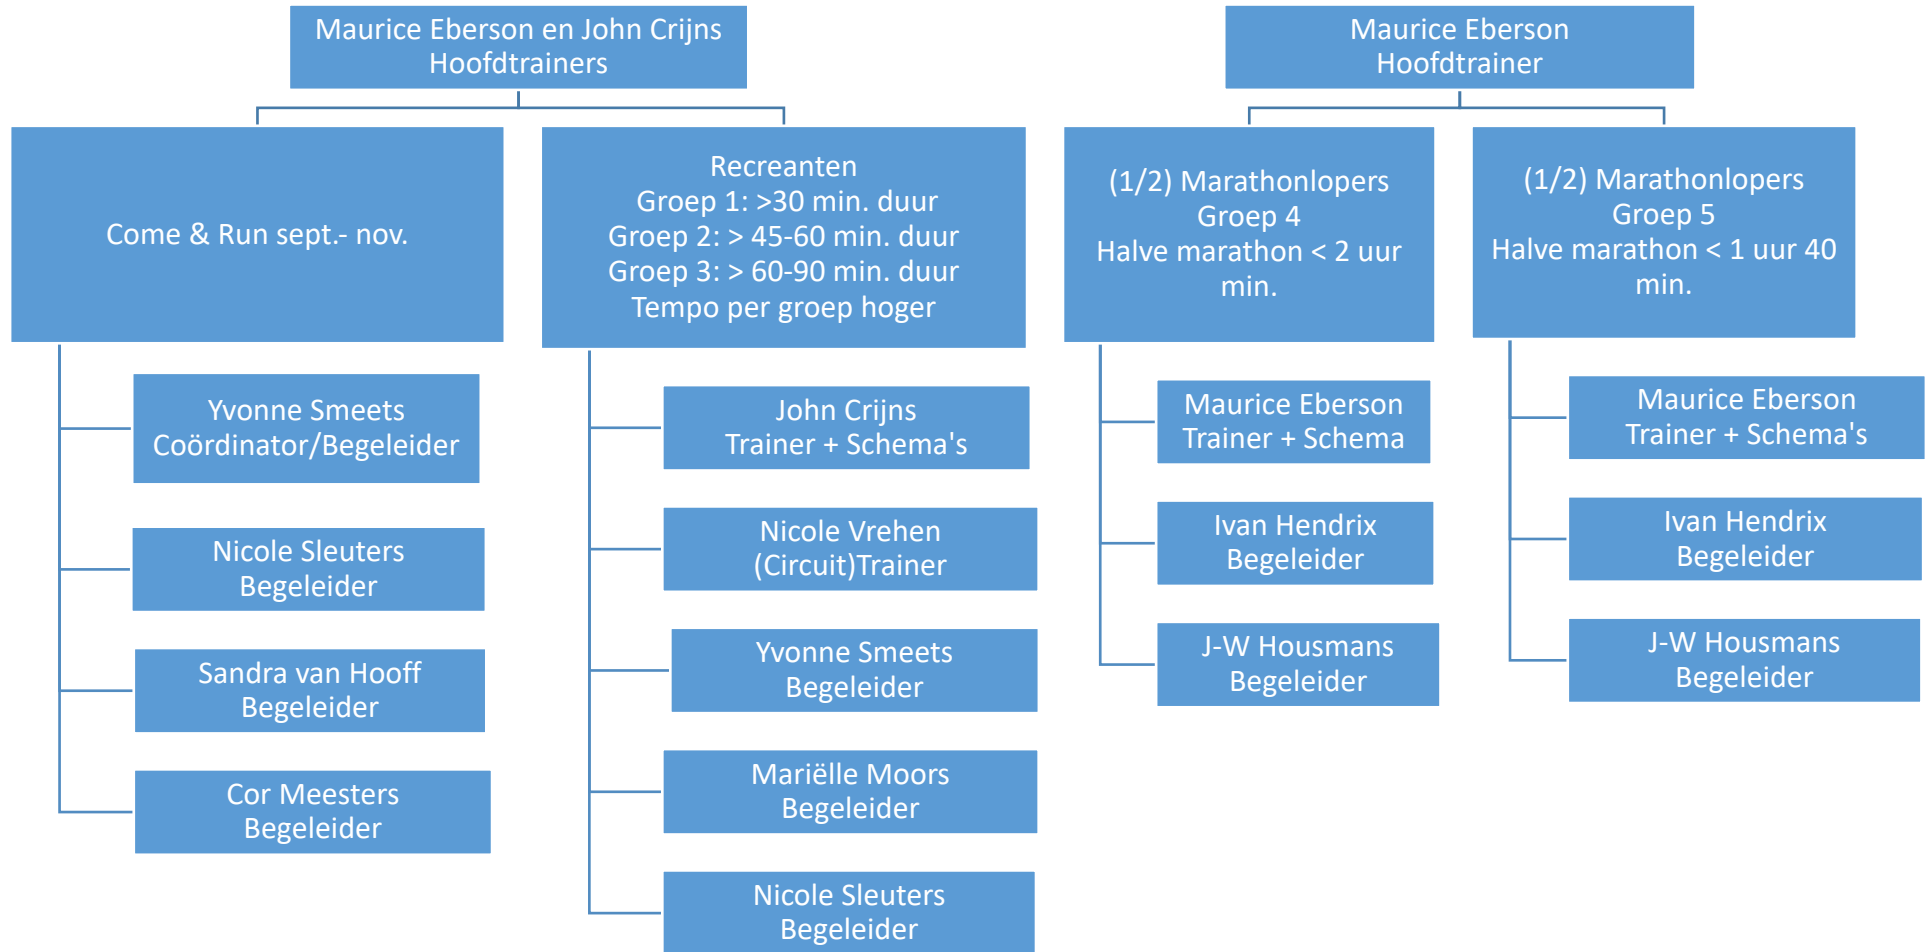 Maurice Eberson en John Crijns
Hoofdtrainers
Come & Run sept.- nov.
Yvonne Smeets
Coördinator/Begeleider
Nicole Sleuters
Begeleider
Sandra van Hooff
Begeleider
Cor Meesters
Begeleider
Recreanten
Groep 1: >30 min. duur
Groep 2: > 45-60 min. duur
Groep 3: > 60-90 min. duur
Tempo per groep hoger
John Crijns
Trainer + Schema's
Nicole Vrehen
(Circuit)Trainer
Yvonne Smeets
Begeleider
Mariëlle Moors
Begeleider
Nicole Sleuters
Begeleider
Maurice Eberson
Hoofdtrainer
(1/2) Marathonlopers
Groep 4
Halve marathon < 2 uur
min.
Maurice Eberson
Trainer + Schema
Ivan Hendrix
Begeleider
J-W Housmans
Begeleider
(1/2) Marathonlopers
Groep 5
Halve marathon < 1 uur 40
min.
Maurice Eberson
Trainer + Schema's
Ivan Hendrix
Begeleider
J-W Housmans
Begeleider